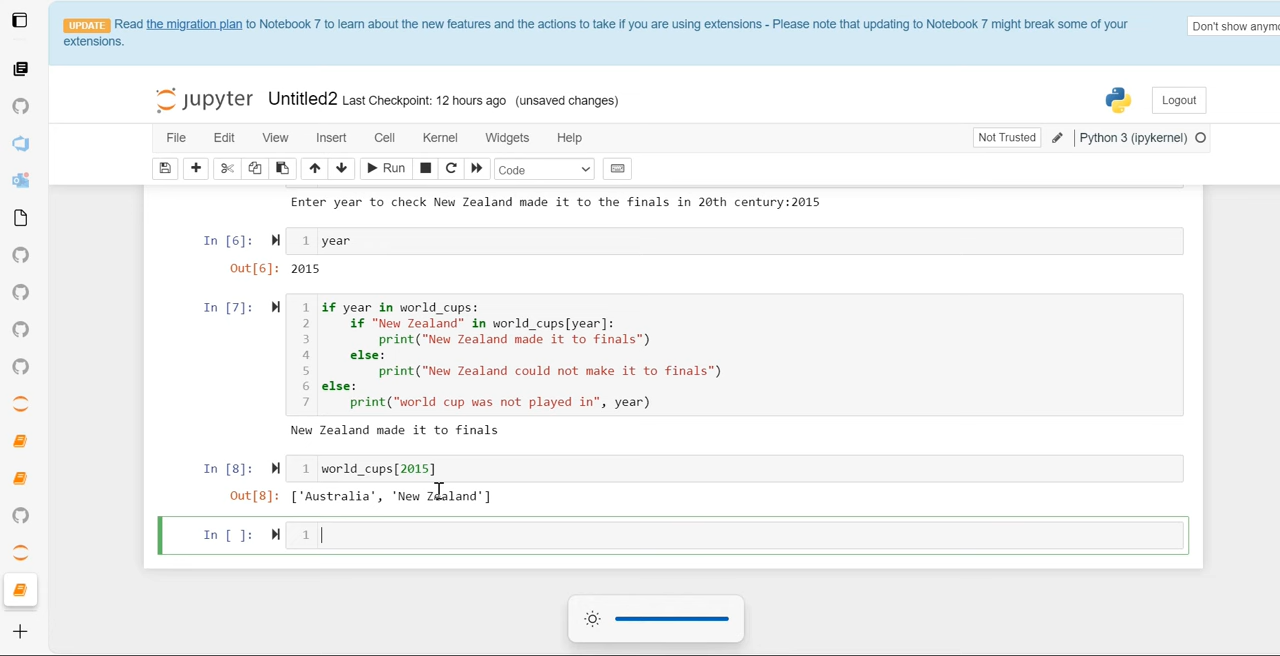 UPDATE Read the migration plan to Notebook 7 to learn about the new features and the actions to take if you are using extensions - Please note that updating to Notebook 7 might break some of your
extensions.
Don't show anymo
jupyter Untitled2 Last Checkpoint: 12 hours ago (unsaved changes)
Logout
File Edit View Insert Cell Kernel Widgets Help
Not Trusted Python 3 (ipykernel)
Run Code
Enter year to check New Zealand made it to the finals in 20th century:2015
In [6]: 1 year
Out[6]: 2015
In [7]: 1 if year in world_cups:
2 if "New Zealand" in world_cups[year]:
3 print("New Zealand made it to finals")
4 else:
5 print("New Zealand could not make it to finals")
6 else:
7 print("world cup was not played in", year)
New Zealand made it to finals
In [8]: 1 world_cups[2015]
Out[8]: ['Australia', 'New Zealand']
In [ ]: 1